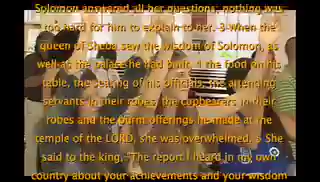 Solomon answered all her questions; nothing was
too hard for him to explain to her. 3 When the
queen of Sheba saw the wisdom of Solomon, as
well as the palace he had built, 4 the food on his
table, the seating of his officials, the attending
servants in their robes, the cupbearers in their
robes and the burnt offerings he made at the
temple of the LORD, she was overwhelmed. 5 She
said to the king, "The report I heard in my own
country about your achievements and your wisdom